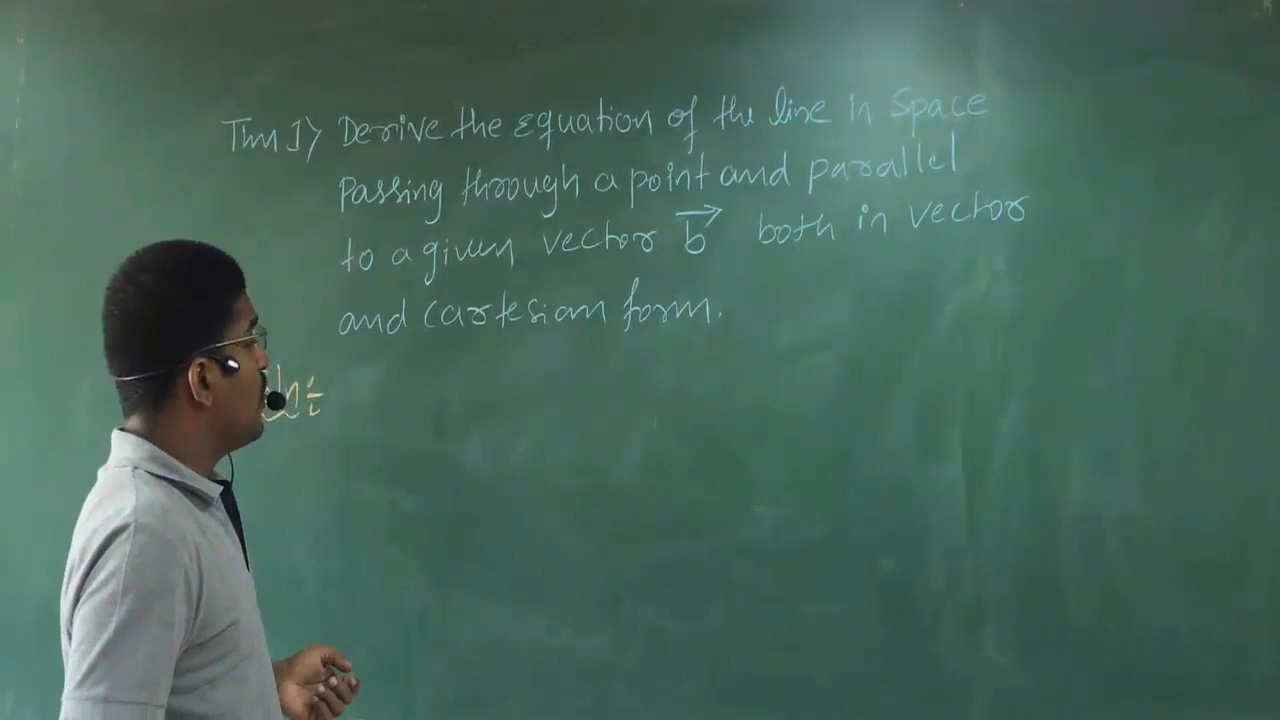 Thm 1) Derive the Equation of the line in Space
Passing through a point and parallel
to a given vector b⃗ both in vector
and cartesian form.